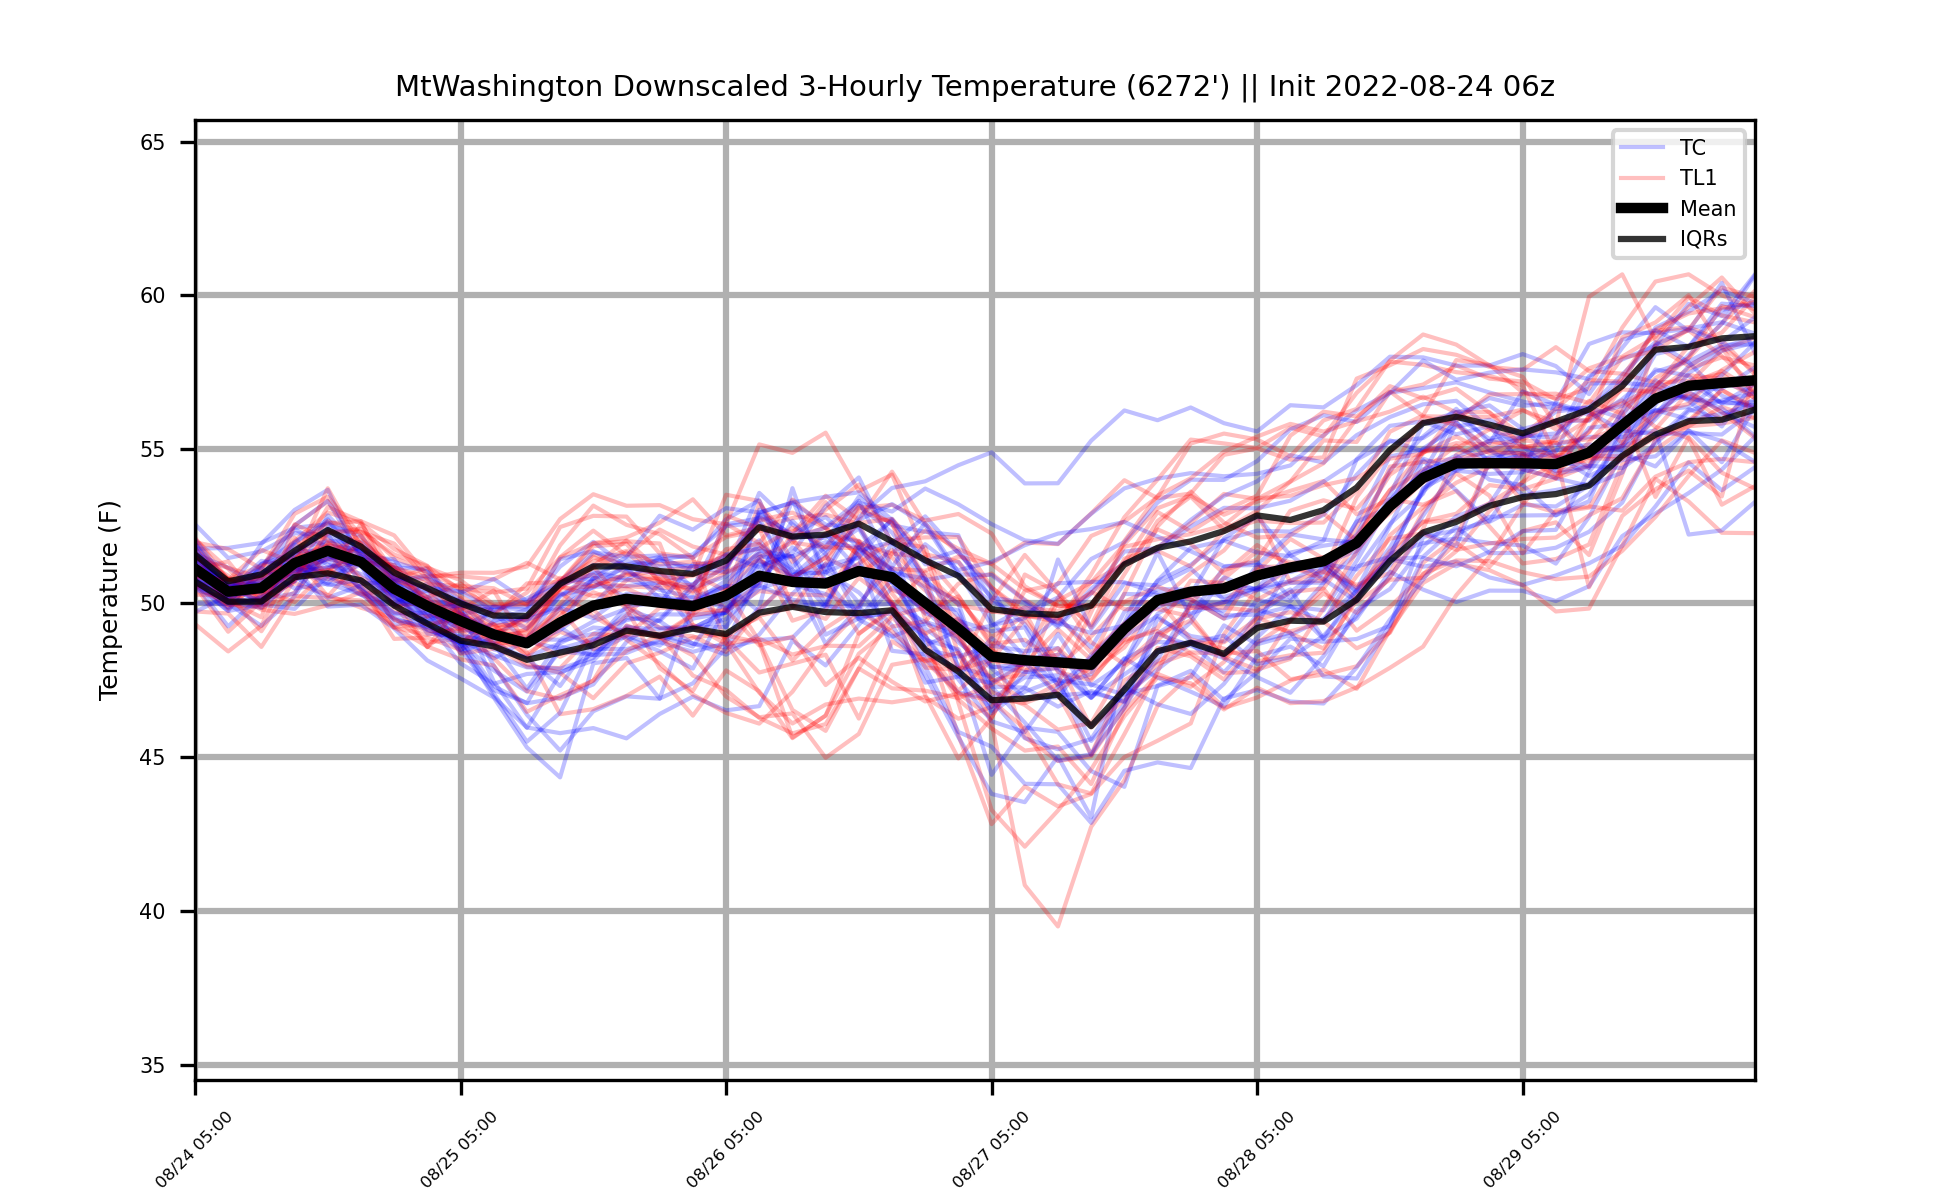 MtWashington Downscaled 3-Hourly Temperature (6272') || Init 2022-08-24 06z
TC
TL1
Mean
IQRs
Temperature (F)
65
60
55
50
45
40
35
08/24 05:00
08/25 05:00
08/26 05:00
08/27 05:00
08/28 05:00
08/29 05:00